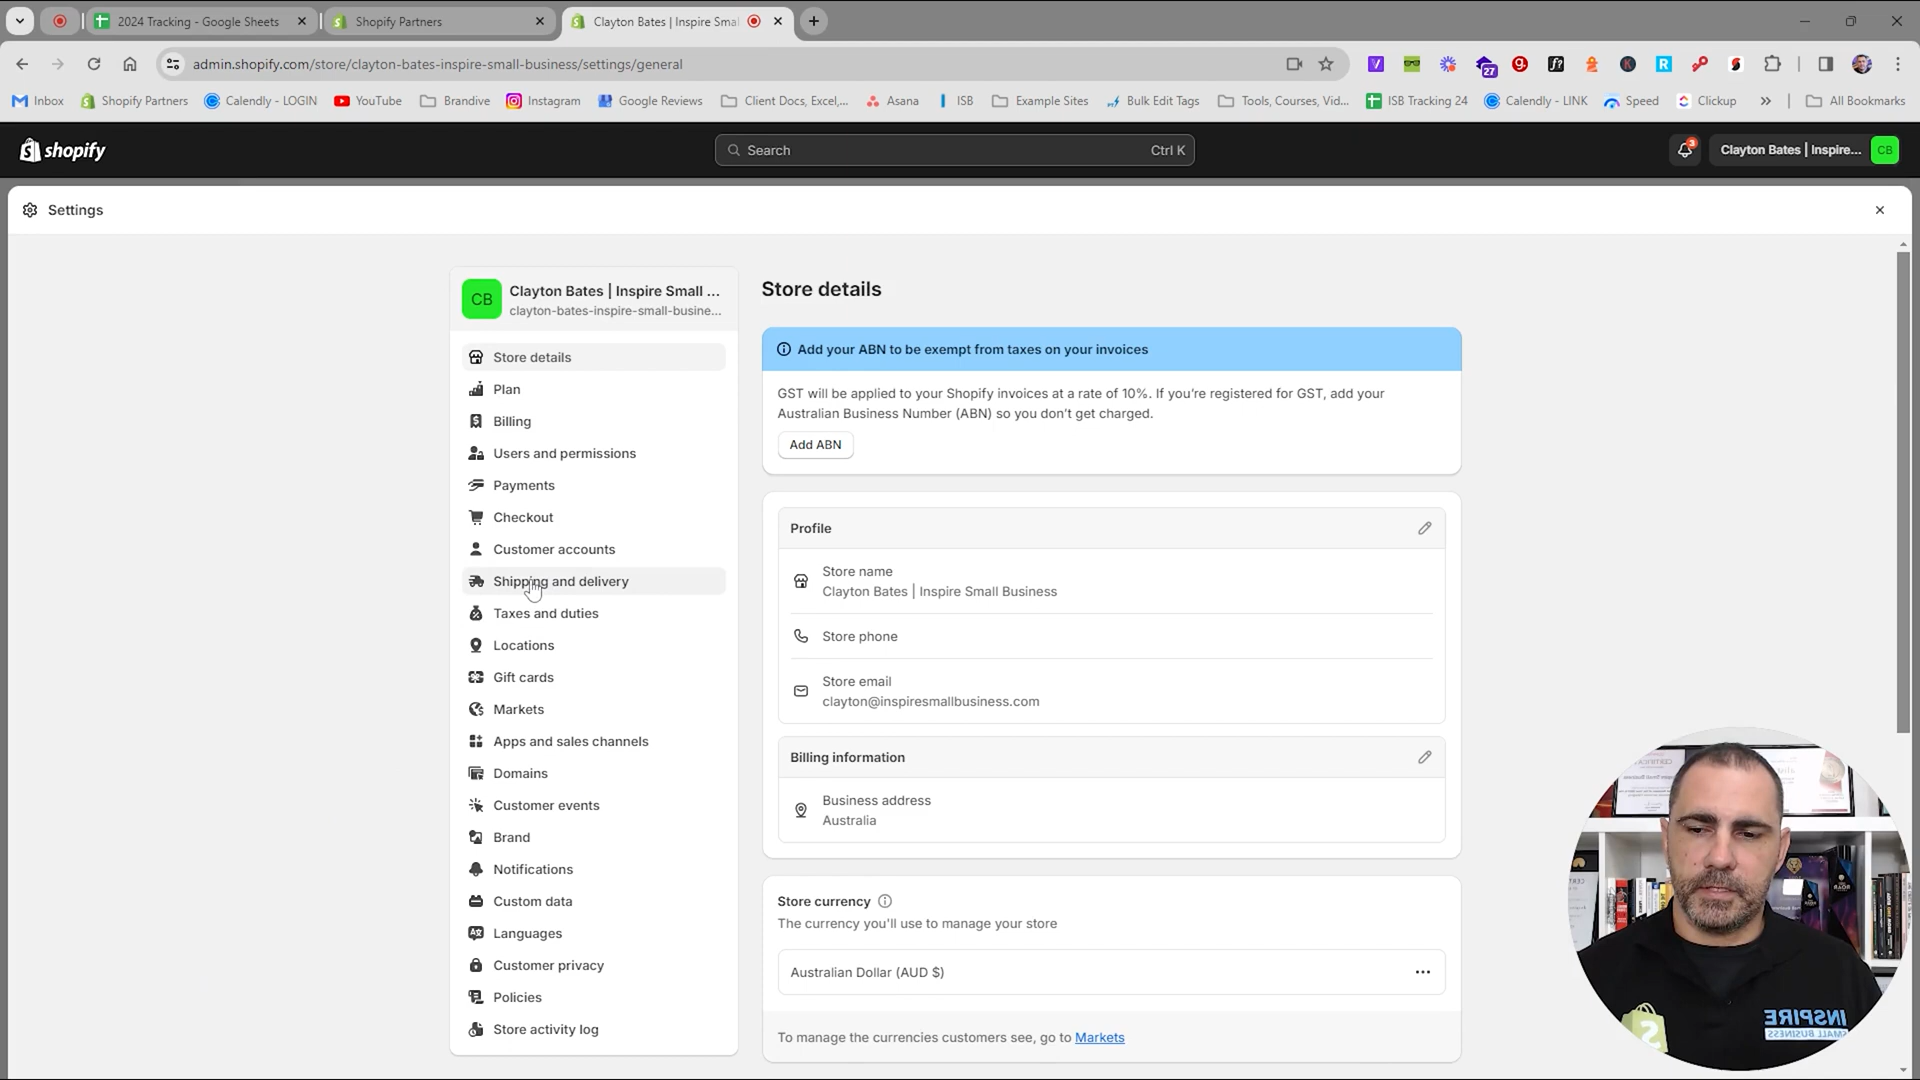 2024 Tracking - Google Sheets
Shopify Partners
Clayton Bates | Inspire Smal
admin.shopify.com/store/clayton-bates-inspire-small-business/settings/general
27
Inbox
Shopify Partners
Calendly - LOGIN
YouTube
Brandive
Instagram
Google Reviews
Client Docs, Excel,...
Asana
ISB
Example Sites
Bulk Edit Tags
Tools, Courses, Vid...
ISB Tracking 24
Calendly - LINK
Speed
Clickup
All Bookmarks
shopify
Search
Ctrl K
3
Clayton Bates | Inspire...
CB
Settings
CB
Clayton Bates | Inspire Small ...
clayton-bates-inspire-small-busine...
Store details
Plan
Billing
Users and permissions
Payments
Checkout
Customer accounts
Shipping and delivery
Taxes and duties
Locations
Gift cards
Markets
Apps and sales channels
Domains
Customer events
Brand
Notifications
Custom data
Languages
Customer privacy
Policies
Store activity log
Store details
Add your ABN to be exempt from taxes on your invoices
GST will be applied to your Shopify invoices at a rate of 10%. If you're registered for GST, add your
Australian Business Number (ABN) so you don't get charged.
Add ABN
Profile
Store name
Clayton Bates | Inspire Small Business
Store phone
Store email
clayton@inspiresmallbusiness.com
Billing information
Business address
Australia
Store currency
The currency you'll use to manage your store
Australian Dollar (AUD $)
To manage the currencies customers see, go to Markets
INSPIRE
SMALL BUSINESS